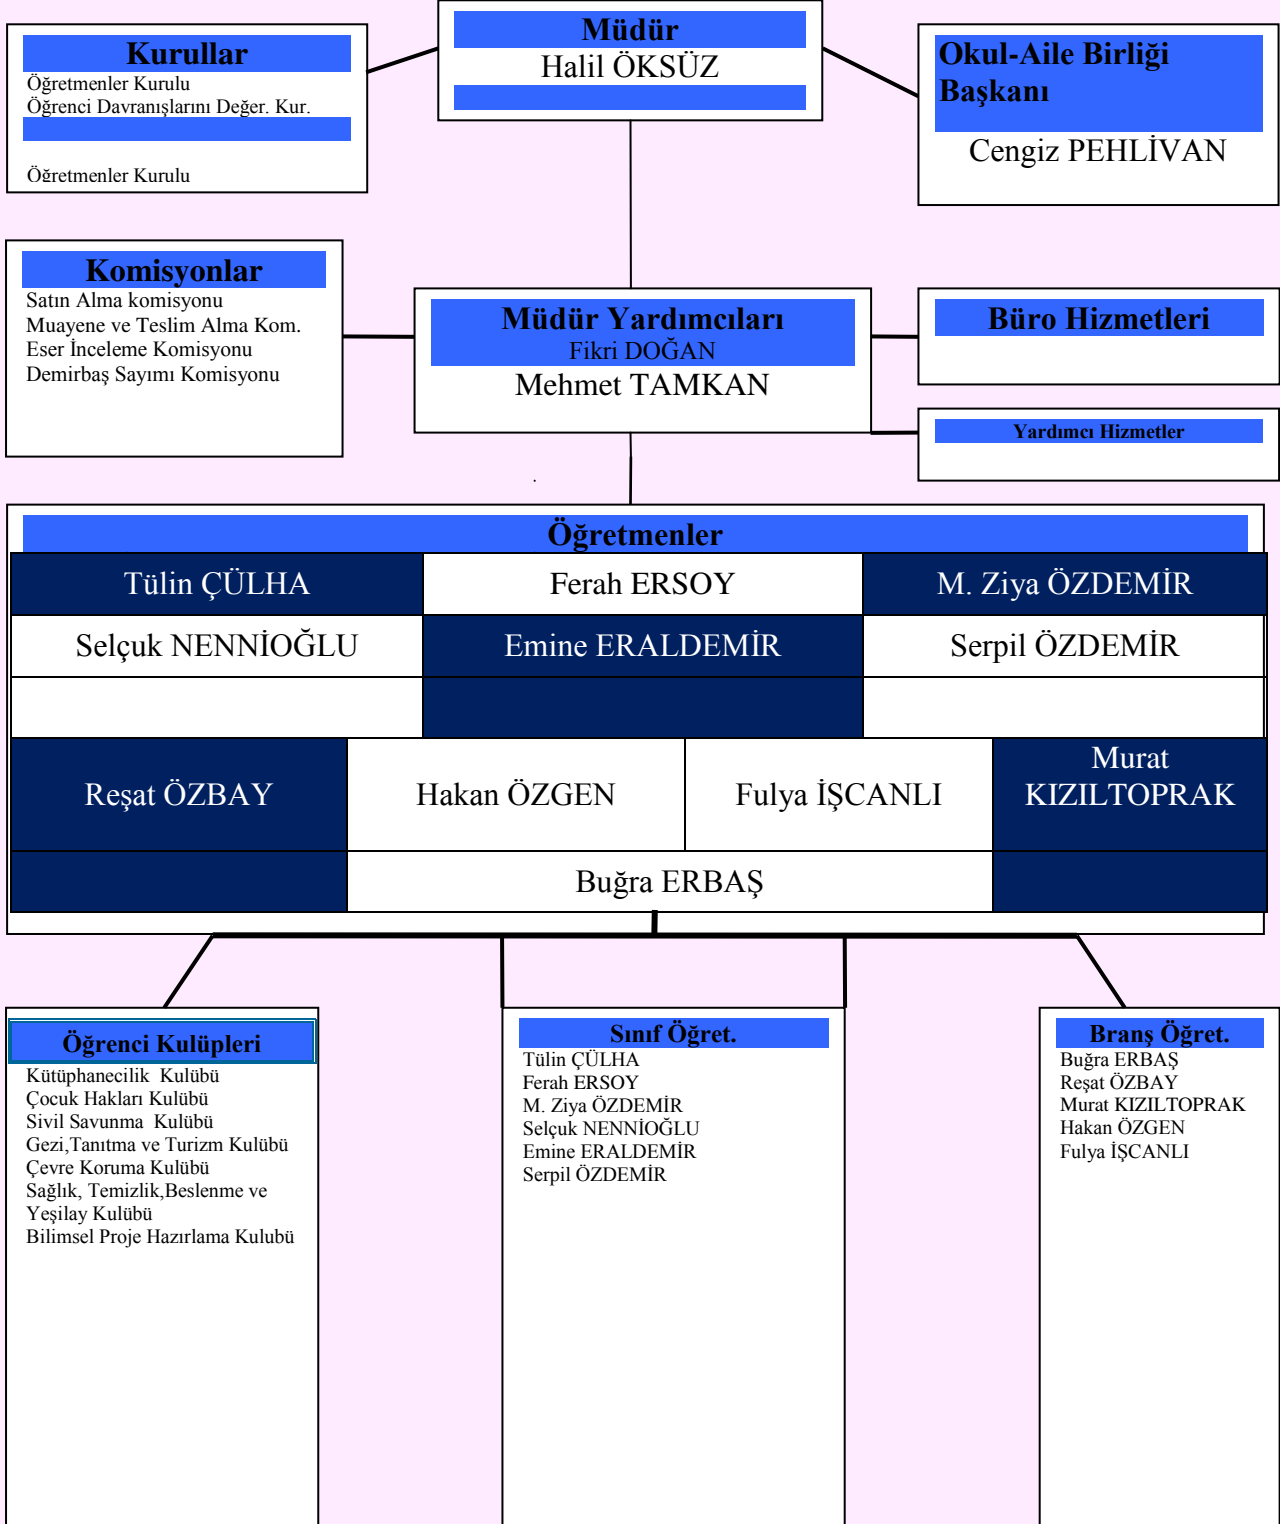 Müdür
Halil ÖKSÜZ
Kurullar
Öğretmenler Kurulu
Öğrenci Davranışlarını Değer. Kur.
Öğretmenler Kurulu
Okul-Aile Birliği
Başkanı
Cengiz PEHLİVAN
Komisyonlar
Satın Alma komisyonu
Muayene ve Teslim Alma Kom.
Eser İnceleme Komisyonu
Demirbaş Sayımı Komisyonu
Müdür Yardımcıları
Fikri DOĞAN
Mehmet TAMKAN
Büro Hizmetleri
Yardımcı Hizmetler
.
Öğretmenler
Tülin ÇÜLHA
Ferah ERSOY
M. Ziya ÖZDEMİR
Selçuk NENNİOĞLU
Emine ERALDEMİR
Serpil ÖZDEMİR
Reşat ÖZBAY
Hakan ÖZGEN
Fulya İŞCANLI
Murat
KIZILTOPRAK
Buğra ERBAŞ
Öğrenci Kulüpleri
Kütüphanecilik  Kulübü
Çocuk Hakları Kulübü
Sivil Savunma  Kulübü
Gezi,Tanıtma ve Turizm Kulübü
Çevre Koruma Kulübü
Sağlık, Temizlik,Beslenme ve
Yeşilay Kulübü
Bilimsel Proje Hazırlama Kulubü
Sınıf Öğret.
Tülin ÇÜLHA
Ferah ERSOY
M. Ziya ÖZDEMİR
Selçuk NENNİOĞLU
Emine ERALDEMİR
Serpil ÖZDEMİR
Branş Öğret.
Buğra ERBAŞ
Reşat ÖZBAY
Murat KIZILTOPRAK
Hakan ÖZGEN
Fulya İŞCANLI